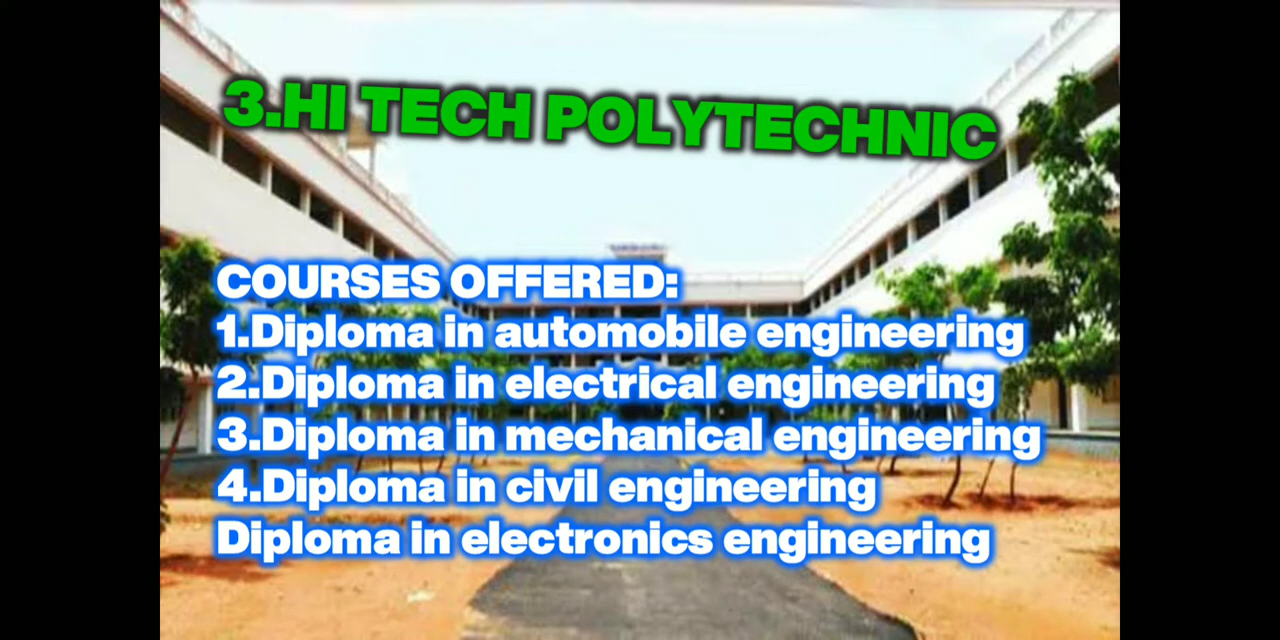 3.HI TECH POLYTECHNIC
COURSES OFFERED:
1.Diploma in automobile engineering
2.Diploma in electrical engineering
3.Diploma in mechanical engineering
4.Diploma in civil engineering
Diploma in electronics engineering